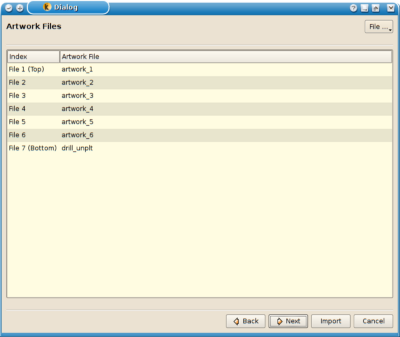 Dialog
Artwork Files
File ...
Index Artwork File
File 1 (Top) artwork_1
File 2 artwork_2
File 3 artwork_3
File 4 artwork_4
File 5 artwork_5
File 6 artwork_6
File 7 (Bottom) drill_unplt
Back Next Import Cancel